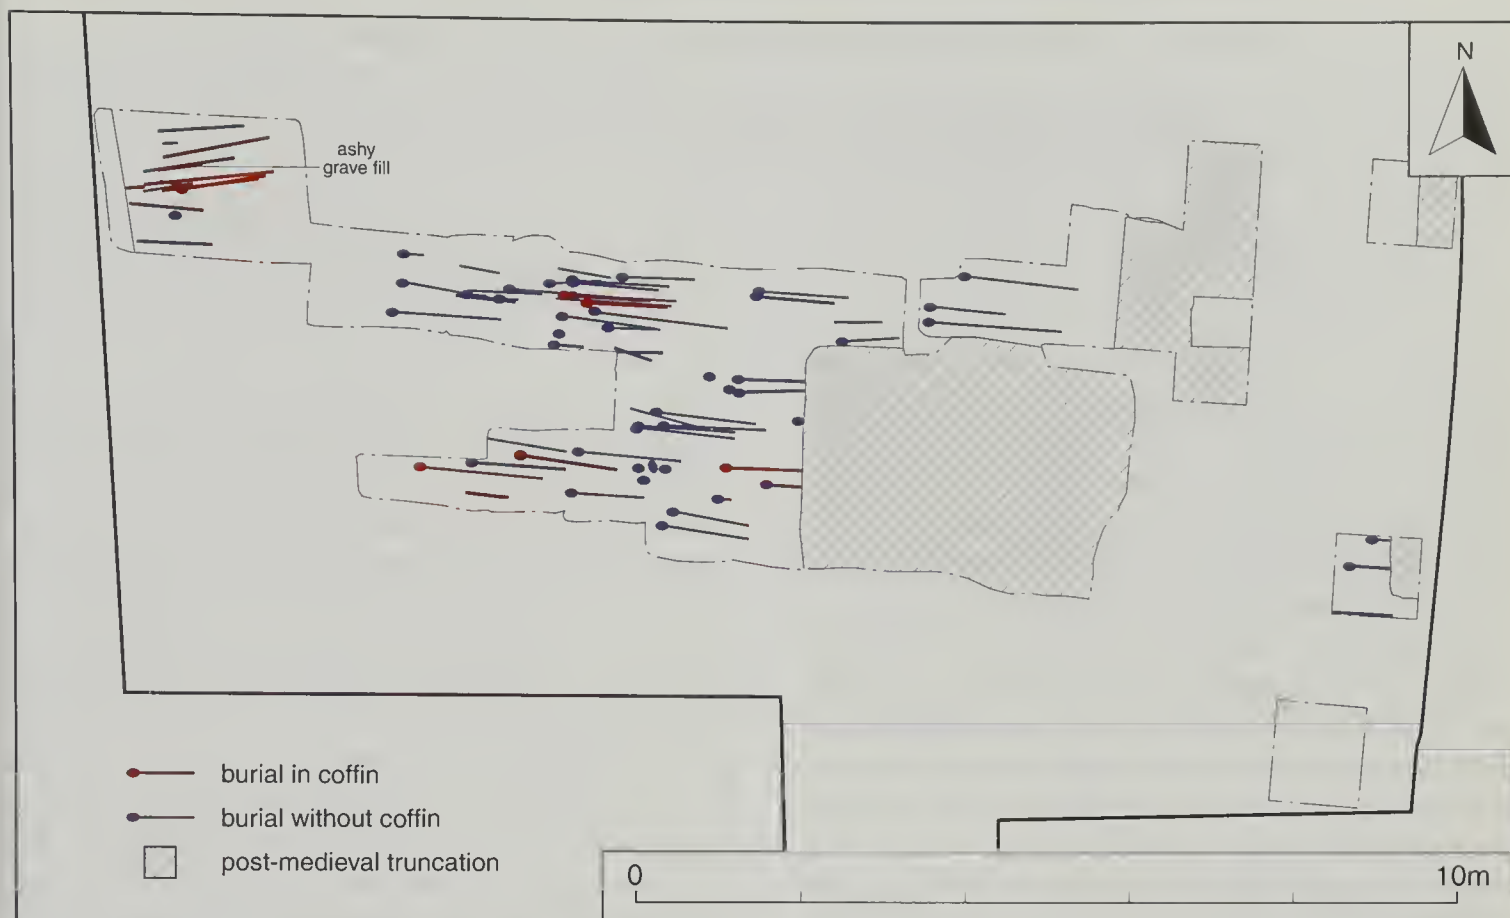 N
ashy
grave fill
burial in coffin
burial without coffin
post-medieval truncation
0
10m